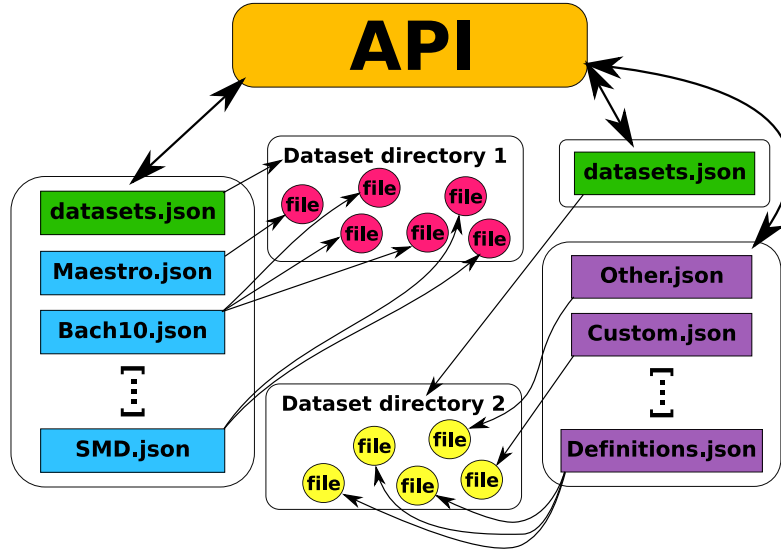 API
Dataset directory 1
file
file
file
file
file
file
datasets.json
Maestro.json
Bach10.json
[...]
SMD.json
datasets.json
Other.json
Custom.json
[...]
Definitions.json
Dataset directory 2
file
file
file
file
file